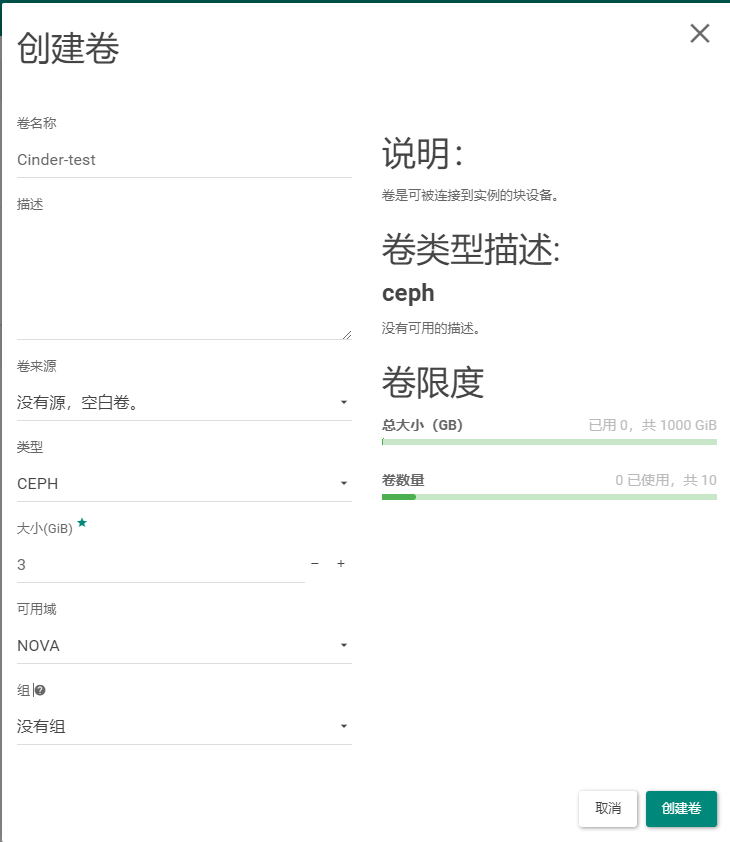 创建卷
卷名称
Cinder-test
描述
卷来源
没有源，空白卷。
类型
CEPH
大小(GiB)
3
可用域
NOVA
组
没有组
说明：
卷是可被连接到实例的块设备。
卷类型描述:
ceph
没有可用的描述。
卷限度
总大小（GB） 已用 0，共 1000 GiB
卷数量 0 已使用，共 10
取消 创建卷